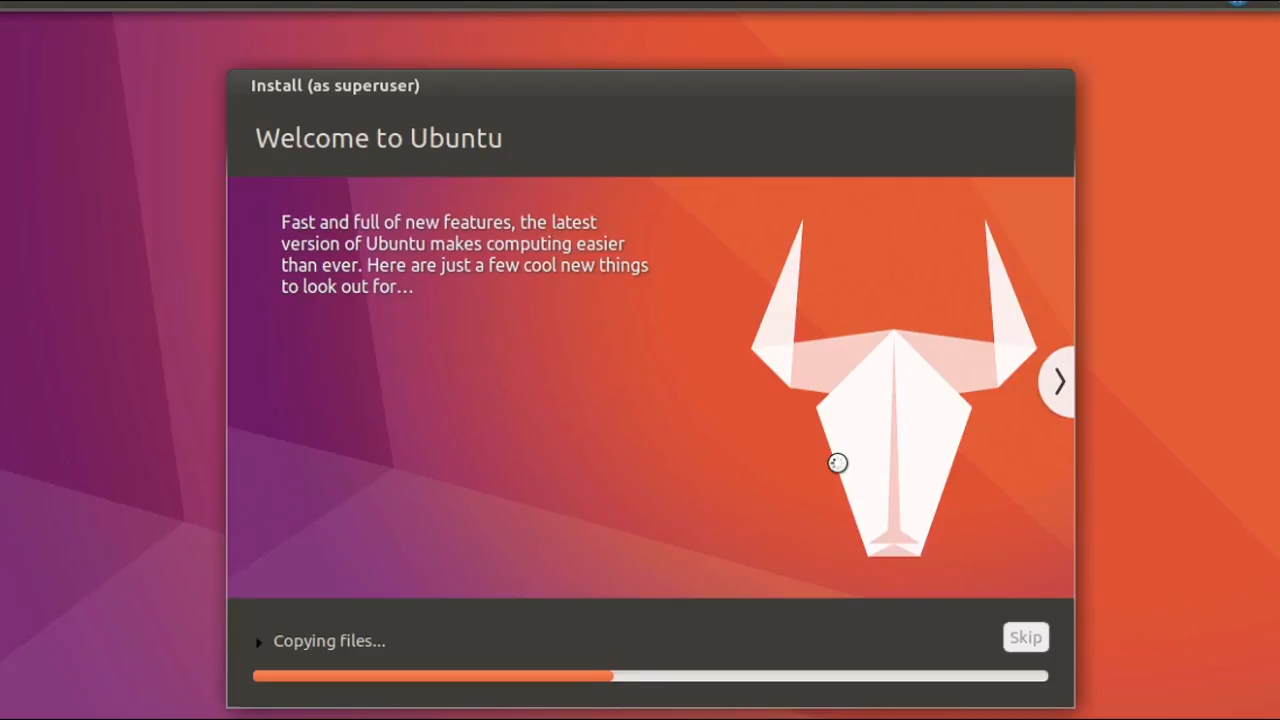 Install (as superuser)
Welcome to Ubuntu
Fast and full of new features, the latest
version of Ubuntu makes computing easier
than ever. Here are just a few cool new things
to look out for...
Copying files...
Skip